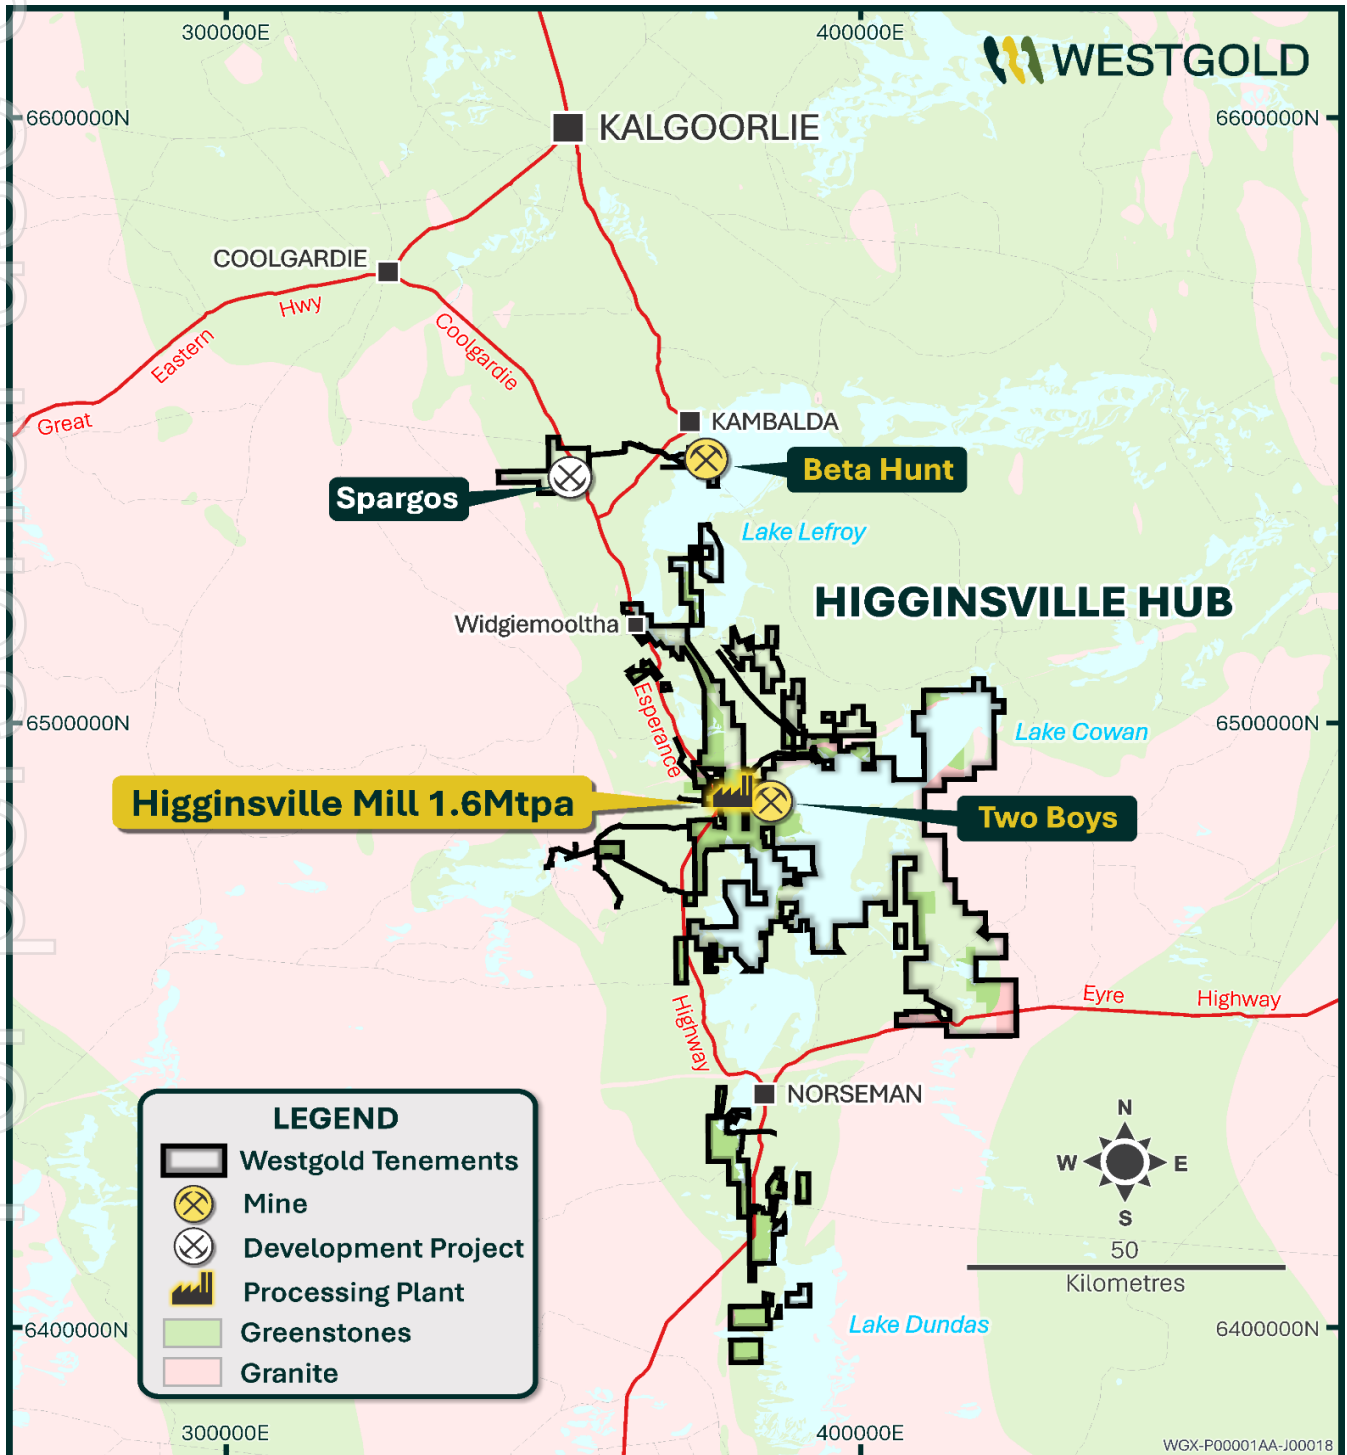 300000E
400000E
WESTGOLD
6600000N
KALGOORLIE
6600000N
COOLGARDIE
Great Eastern Hwy
Coolgardie
KAMBALDA
Beta Hunt
Spargos
Lake Lefroy
HIGGINSVILLE HUB
Widgiemooltha
Esperance
6500000N
6500000N
Lake Cowan
Higginsville Mill 1.6Mtpa
Two Boys
Highway
Eyre Highway
NORSEMAN
LEGEND
Westgold Tenements
Mine
Development Project
Processing Plant
Greenstones
Granite
N
W
E
S
50
Kilometres
6400000N
Lake Dundas
6400000N
300000E
400000E
WGX-P00001AA-J00018